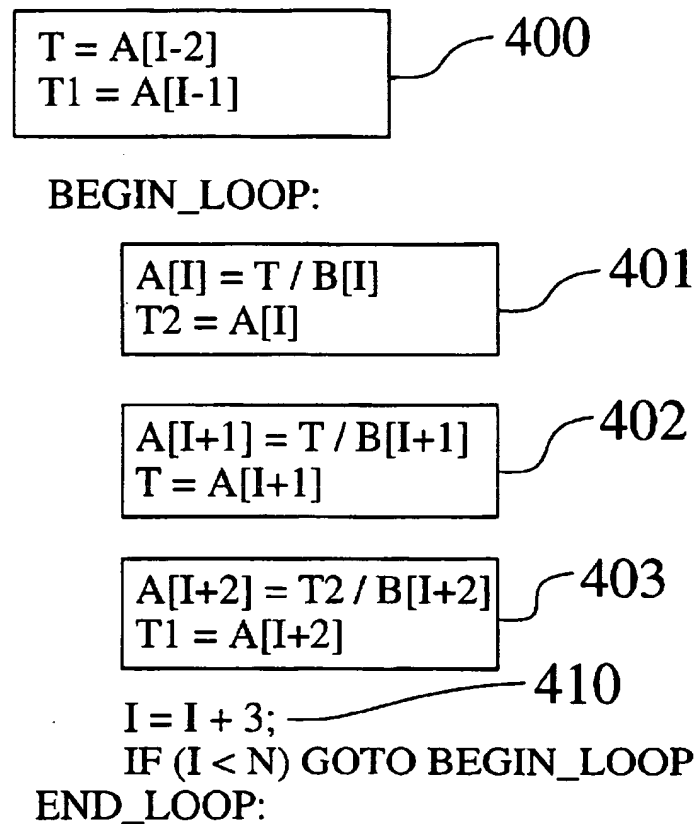 T = A[I-2]
T1 = A[I-1]
400
BEGIN_LOOP:
A[I] = T / B[I]
T2 = A[I]
401
A[I+1] = T / B[I+1]
T = A[I+1]
402
A[I+2] = T2 / B[I+2]
T1 = A[I+2]
403
I = I + 3;
410
IF (I < N) GOTO BEGIN_LOOP
END_LOOP: